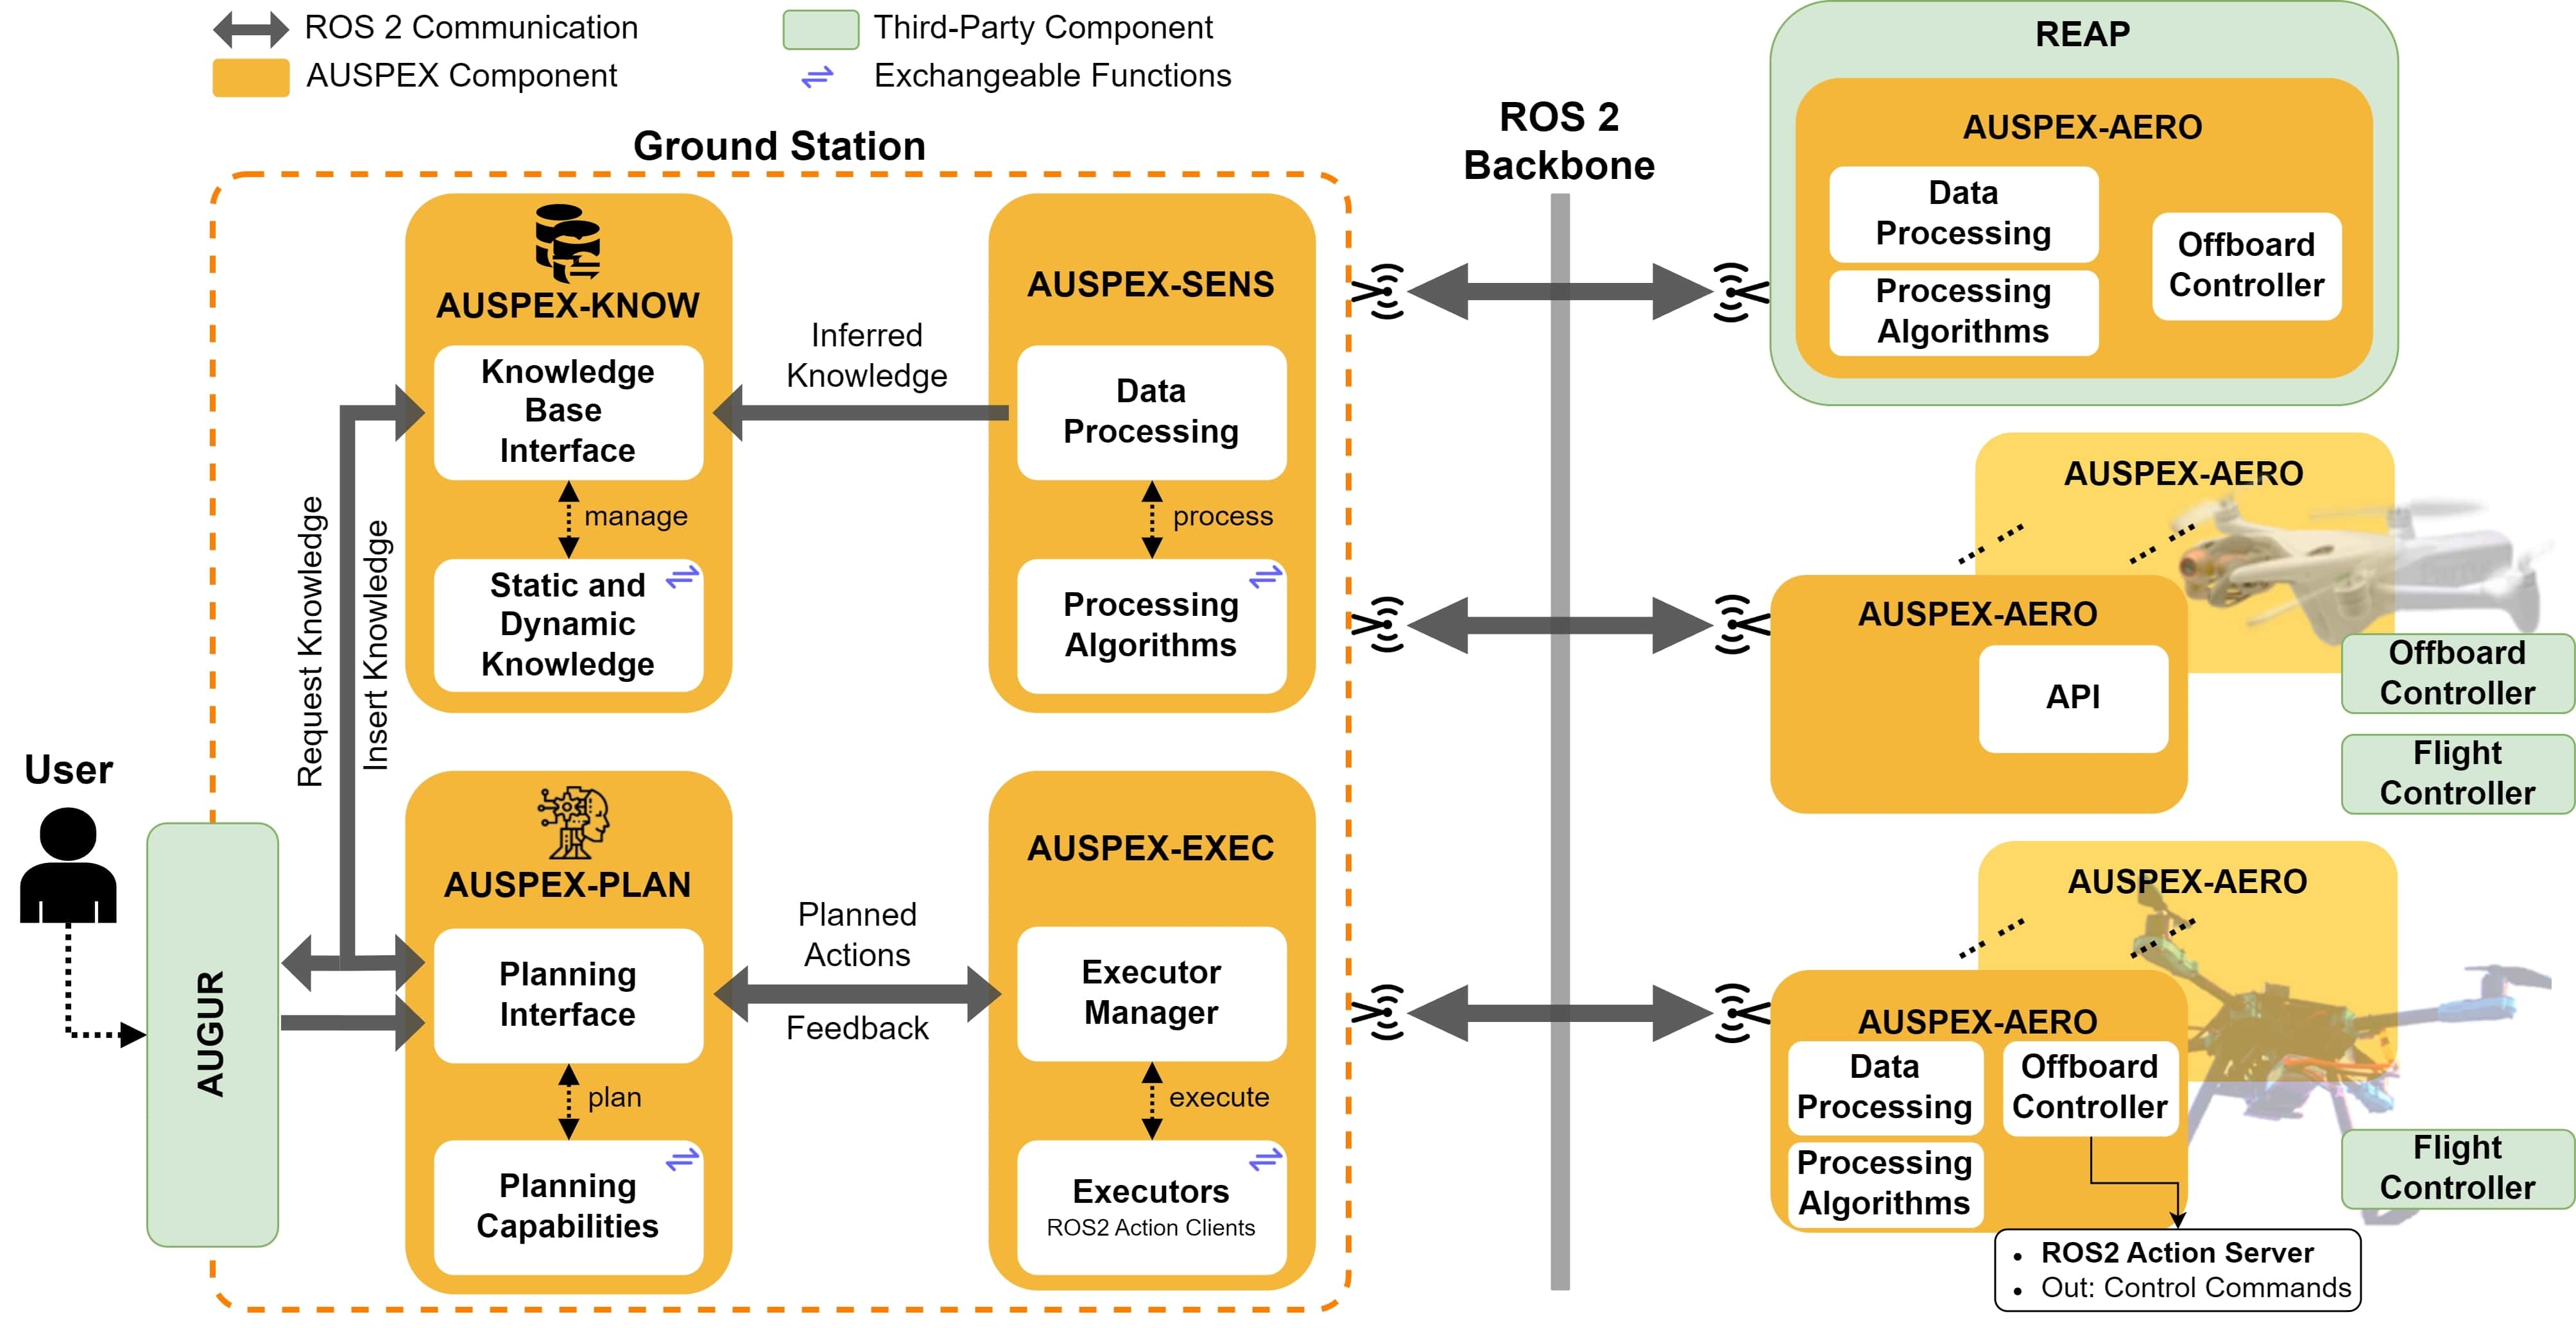 ROS 2 Communication
AUSPEX Component
Third-Party Component
Exchangeable Functions
Ground Station
AUSPEX-KNOW
Knowledge
Base
Interface
manage
Static and
Dynamic
Knowledge
Inferred
Knowledge
AUSPEX-SENS
Data
Processing
process
Processing
Algorithms
Request Knowledge
Insert Knowledge
User
AUGUR
AUSPEX-PLAN
Planning
Interface
plan
Planning
Capabilities
Planned
Actions
Feedback
AUSPEX-EXEC
Executor
Manager
execute
Executors
ROS2 Action Clients
ROS 2
Backbone
REAP
AUSPEX-AERO
Data
Processing
Processing
Algorithms
Offboard
Controller
AUSPEX-AERO
AUSPEX-AERO
API
Offboard
Controller
Flight
Controller
AUSPEX-AERO
AUSPEX-AERO
Data
Processing
Offboard
Controller
Processing
Algorithms
Flight
Controller
• ROS2 Action Server
• Out: Control Commands